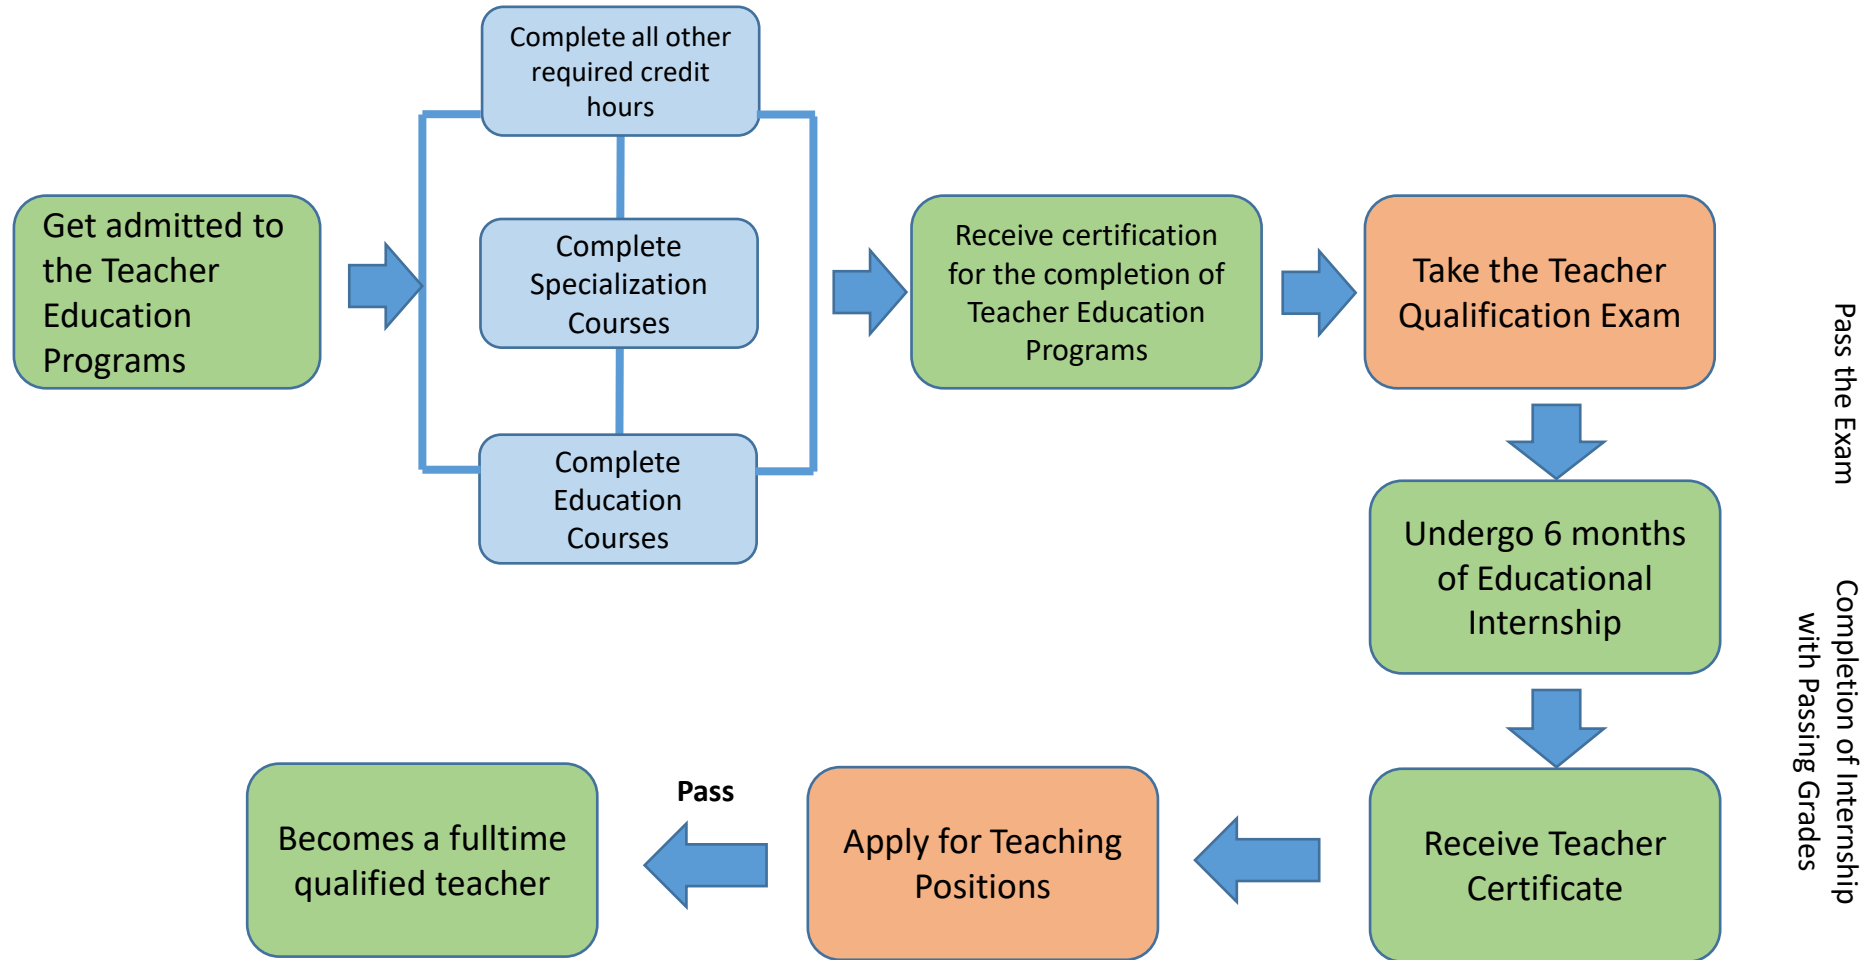 Get admitted to
the Teacher
Education
Programs
Complete all other
required credit
hours
Complete
Specialization
Courses
Complete
Education
Courses
Receive certification
for the completion of
Teacher Education
Programs
Take the Teacher
Qualification Exam
Pass the Exam
Undergo 6 months
of Educational
Internship
Completion of Internship
with Passing Grades
Receive Teacher
Certificate
Apply for Teaching
Positions
Pass
Becomes a fulltime
qualified teacher